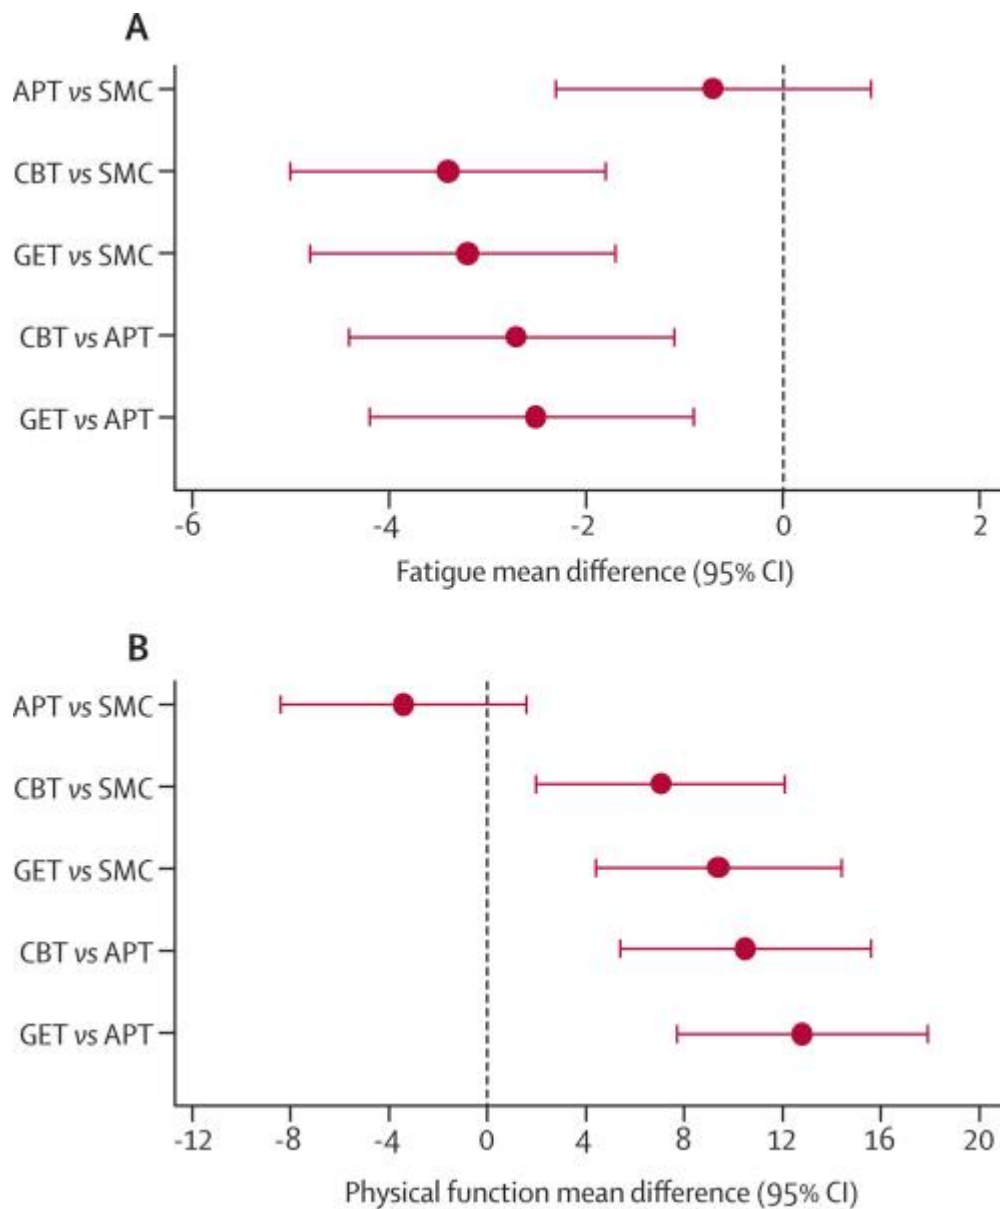 A
APT vs SMC
CBT vs SMC
GET vs SMC
CBT vs APT
GET vs APT
-6 -4 -2 0 2
Fatigue mean difference (95% CI)
B
APT vs SMC
CBT vs SMC
GET vs SMC
CBT vs APT
GET vs APT
-12 -8 -4 0 4 8 12 16 20
Physical function mean difference (95% CI)